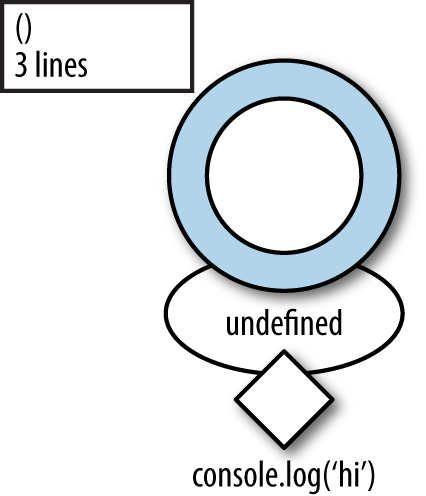 ()
3 lines
undefined
console.log(‘hi’)